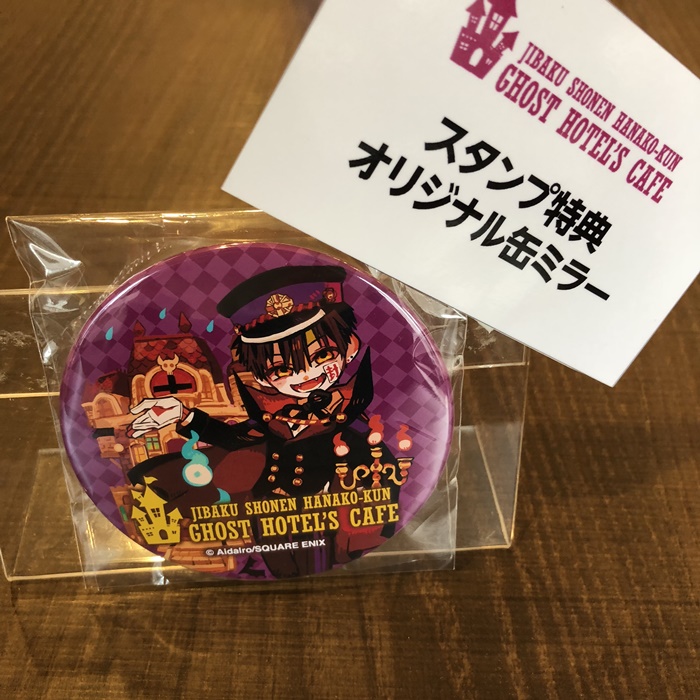 JIBAKU SHONEN HANAKO-KUN
GHOST HOTEL'S CAFE
スタンプ特典
オリジナル缶ミラー
封
JIBAKU SHONEN HANAKO-KUN
GHOST HOTEL'S CAFE
© AidaIro/SQUARE ENIX